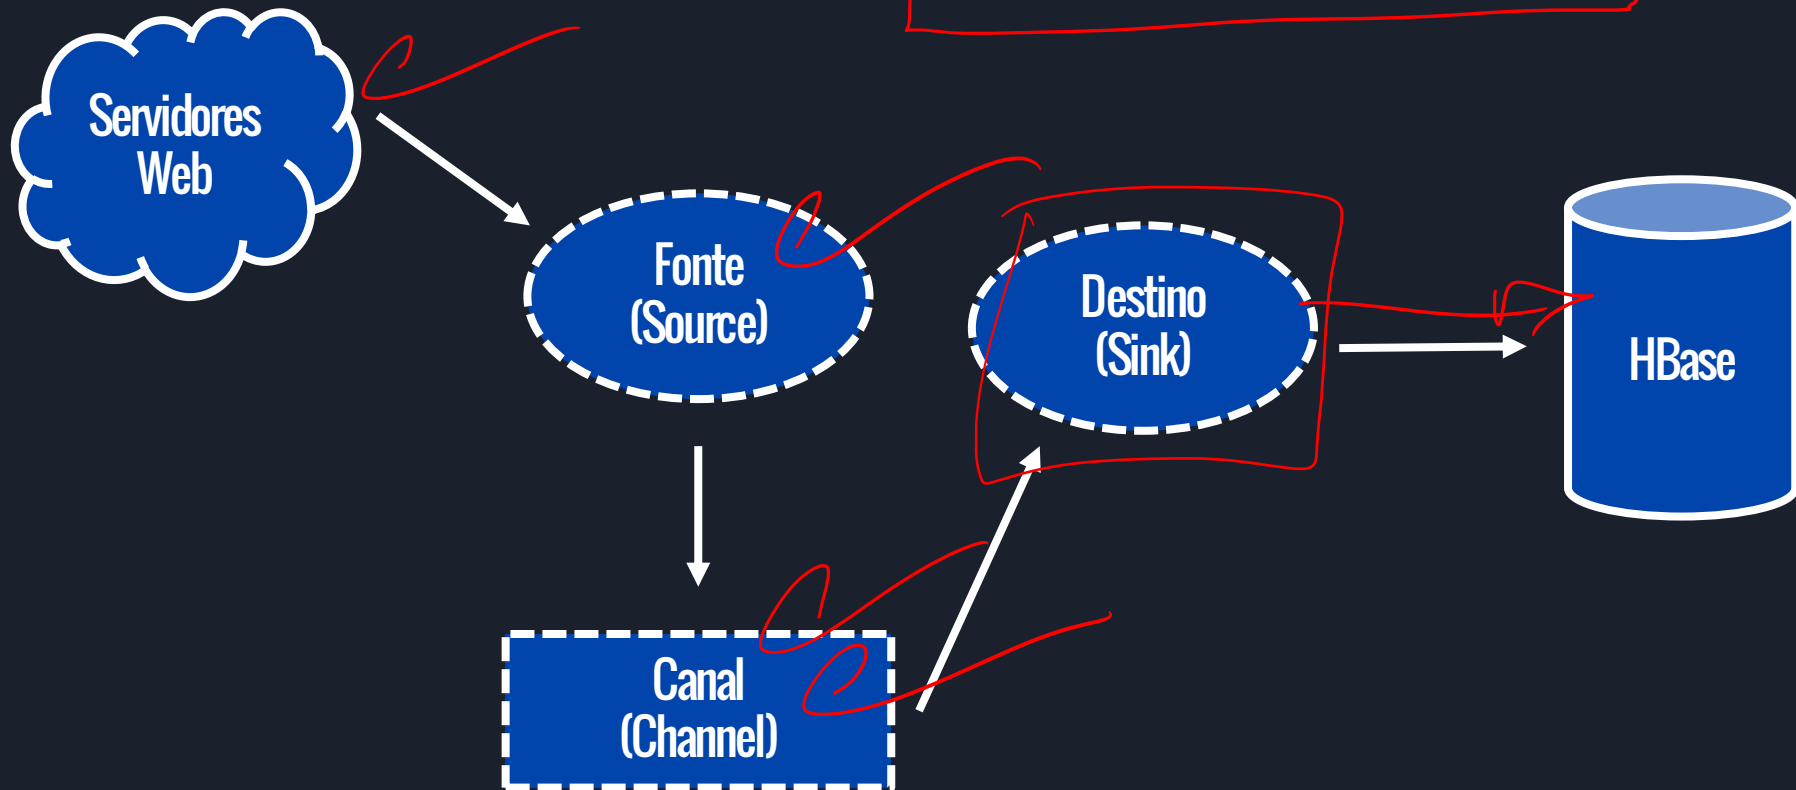 Servidores
Web
Fonte
(Source)
Destino
(Sink)
HBase
Canal
(Channel)